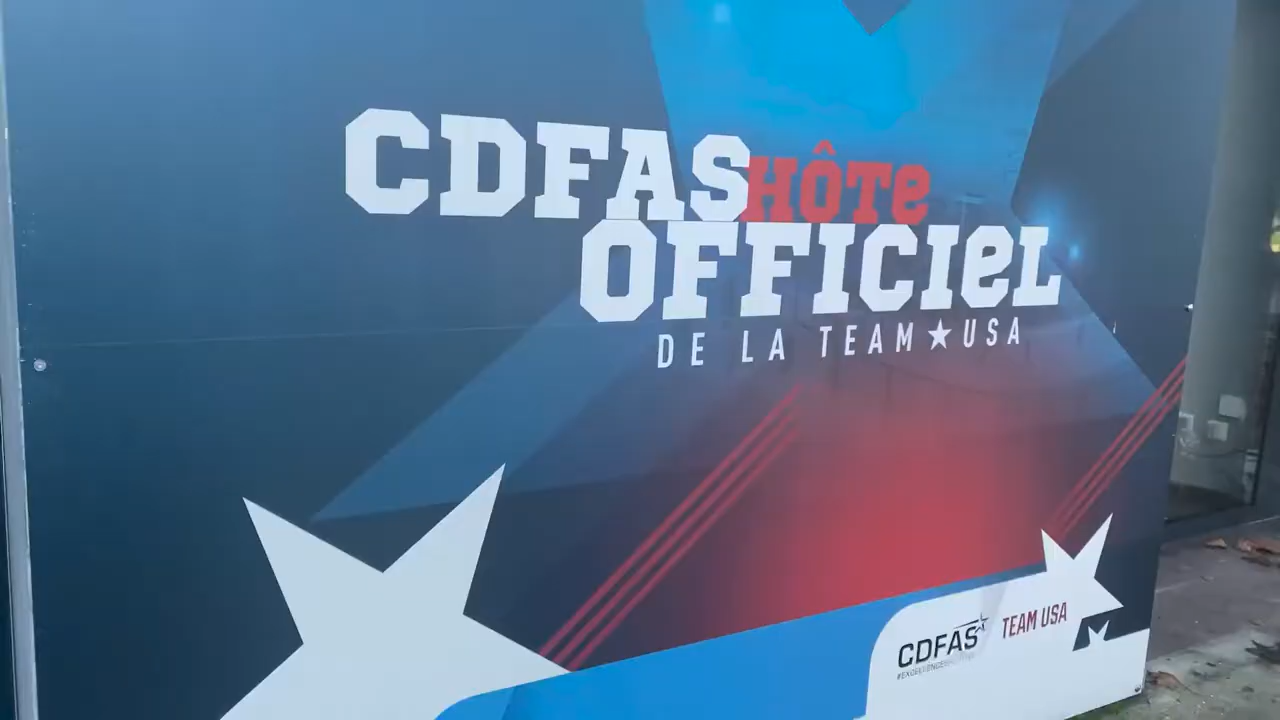 CDFAS HÔTE
OFFICIEL
DE LA TEAM★USA
CDFAS TEAM USA